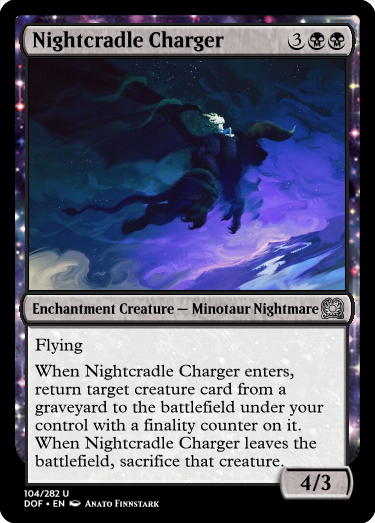 Nightcradle Charger 3
Enchantment Creature — Minotaur Nightmare
Flying
When Nightcradle Charger enters,
return target creature card from a
graveyard to the battlefield under your
control with a finality counter on it.
When Nightcradle Charger leaves the
battlefield, sacrifice that creature.
4/3
104/282 U
DOF • EN Anato Finnstark